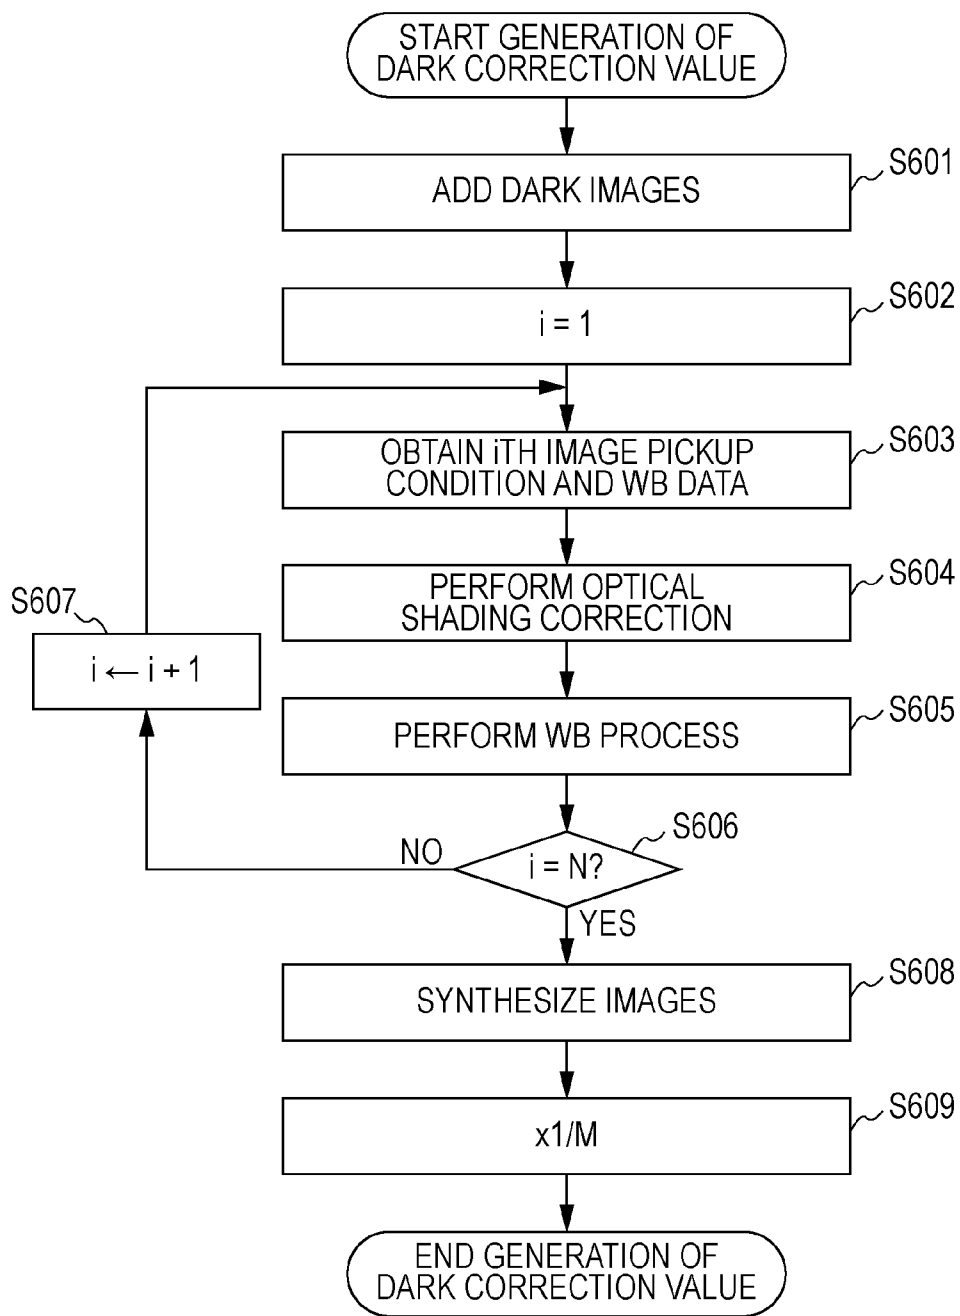 START GENERATION OF
DARK CORRECTION VALUE
S601
ADD DARK IMAGES
S602
i = 1
S603
OBTAIN iTH IMAGE PICKUP
CONDITION AND WB DATA
S604
PERFORM OPTICAL
SHADING CORRECTION
S607
i ← i + 1
S605
PERFORM WB PROCESS
S606
NO
i = N?
YES
S608
SYNTHESIZE IMAGES
S609
x1/M
END GENERATION OF
DARK CORRECTION VALUE